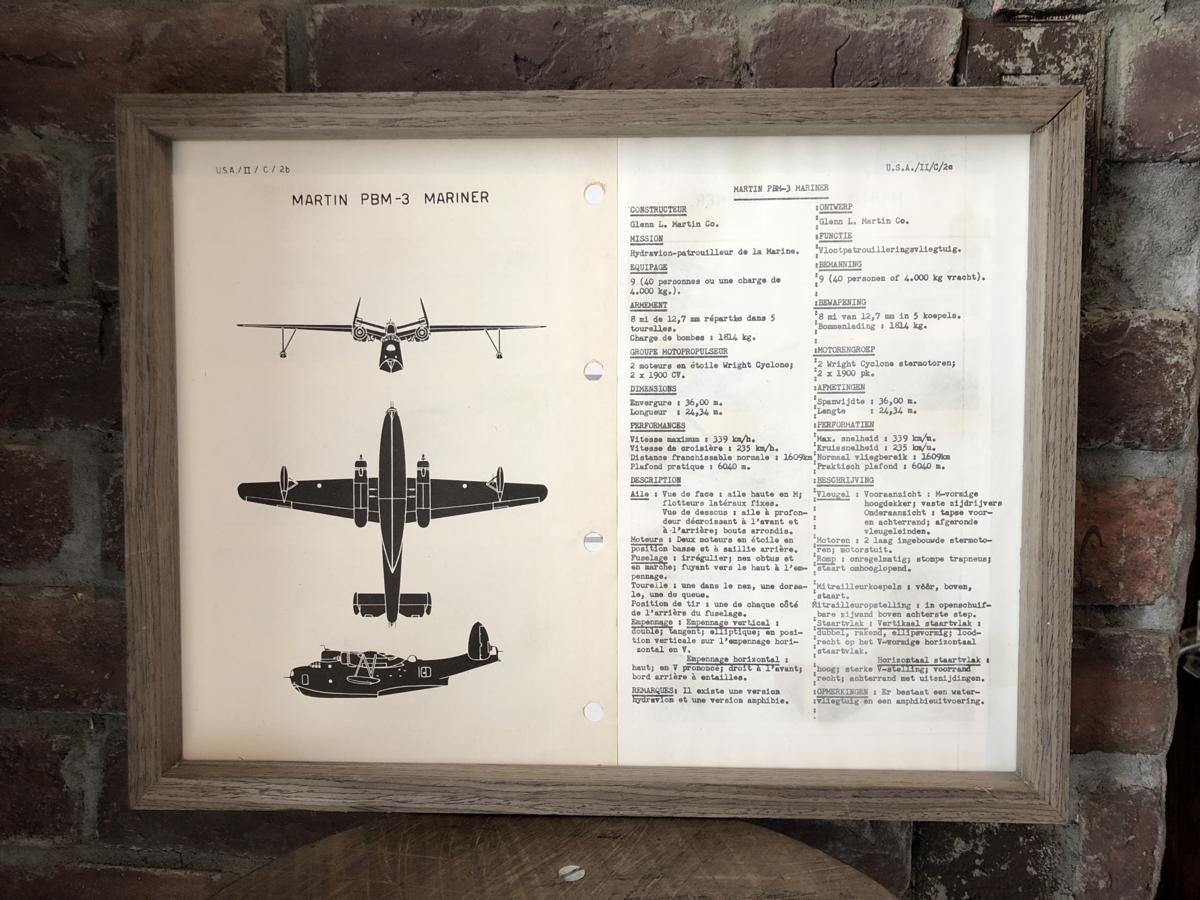 U.S.A./II / C / 2b
MARTIN PBM-3 MARINER
U.S.A./II/C/2a
MARTIN PBM-3 MARINER
CONSTRUCTEUR
Glenn L. Martin Co.
MISSION
Hydravion-patrouilleur de la Marine.
EQUIPAGE
9 (40 personnes ou une charge de
4.000 kg.).
ARMEMENT
8 mi de 12,7 mm répartis dans 5
tourelles.
Charge de bombes : 1814 kg.
GROUPE MOTOPROPULSEUR
2 moteurs en étoile Wright Cyclone;
2 x 1900 CV.
DIMENSIONS
Envergure : 36,00 m.
Longueur : 24,34 m.
PERFORMANCES
Vitesse maximum : 339 km/h.
Vitesse de croisière : 235 km/h.
Distance franchissable normale : 1609km
Plafond pratique : 6040 m.
DESCRIPTION
Aile : Vue de face : aile haute en M;
flotteurs latéraux fixes.
Vue de dessous : aile à profon-
deur décroissant à l'avant et
à l'arrière; bouts arrondis.
Moteurs : Deux moteurs en étoile en
position basse et à saillie arrière.
Fuselage : irrégulier; nez obtus et
en marche; fuyant vers le haut à l'em-
pennage.
Tourelle : une dans le nez, une dorsa-
le, une de queue.
Position de tir : une de chaque côté
de l'arrière du fuselage.
Empennage : Empennage vertical :
double; tangent; elliptique; en posi-
tion verticale sur l'empennage hori-
zontal en V.
Empennage horizontal :
haut; en V prononcé; droit à l'avant;
bord arrière à entailles.
REMARQUES: Il existe une version
hydravion et une version amphibie.
:ONTWERP
Glenn L. Martin Co.
:FUNCTIE
Vlootpatrouilleringsvliegtuig.
:BEMANNING
9 (40 personen of 4.000 kg vracht).
:BEWAPENING
8 mi van 12,7 mm in 5 koepels.
Bommenlading : 1814 kg.
:MOTORENGROEP
2 Wright Cyclone stermotoren;
2 x 1900 pk.
:AFMETINGEN
Spanwijdte : 36,00 m.
Lengte : 24,34 m.
:PERFORMATIEN
Max. snelheid : 339 km/u.
Kruissnelheid : 235 km/u.
Normaal vliegbereik : 1609km
Praktisch plafond : 6040 m.
:BESCHRIJVING
Vleugel : Vooraanzicht : M-vormige
hoogdekker; vaste zijdrijvers
Onderaanzicht : tapse voor-
en achterrand; afgeronde
vleugeleinden.
Motoren : 2 laag ingebouwde stermoto-
ren; motorstuit.
Romp : onregelmatig; stompe trapneus;
staart omhooglopend.
Mitrailleurkoepels : vóór, boven,
staart.
Mitrailleuropstelling : in openschuif-
bare zijwand boven achterste step.
Staartvlak : Vertikaal staartvlak :
dubbel, rakend, ellipsvormig; lood-
recht op het V-vormige horizontaal
staartvlak.
Horizontaal staartvlak :
hoog; sterke V-stelling; voorrand
recht; achterrand met uitsnijdingen.
:OPMERKINGEN : Er bestaat een water-
vliegtuig en een amphibieuitvoering.